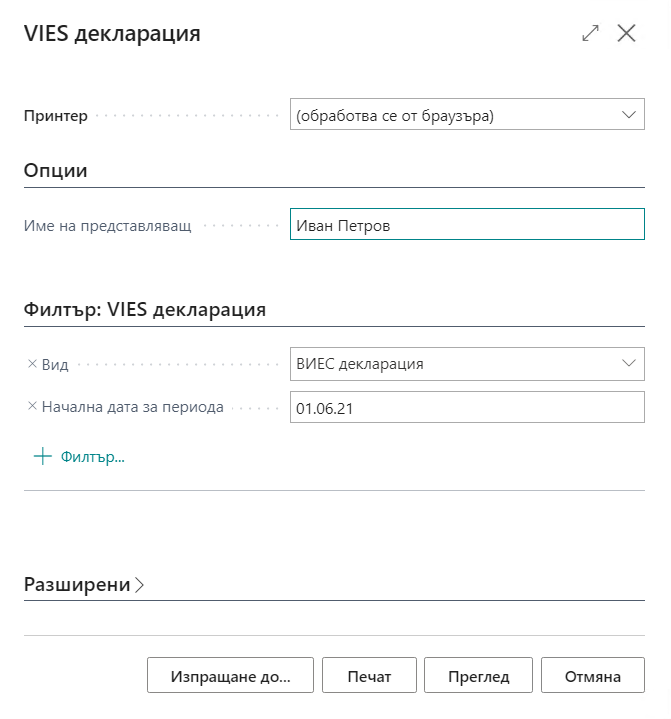 VIES декларация
Принтер
(обработва се от браузъра)
Опции
Име на представляващ
Иван Петров
Филтър: VIES декларация
Вид
ВИЕС декларация
Начална дата за периода
01.06.21
Филтър...
Разширени
Изпращане до...
Печат
Преглед
Отмяна